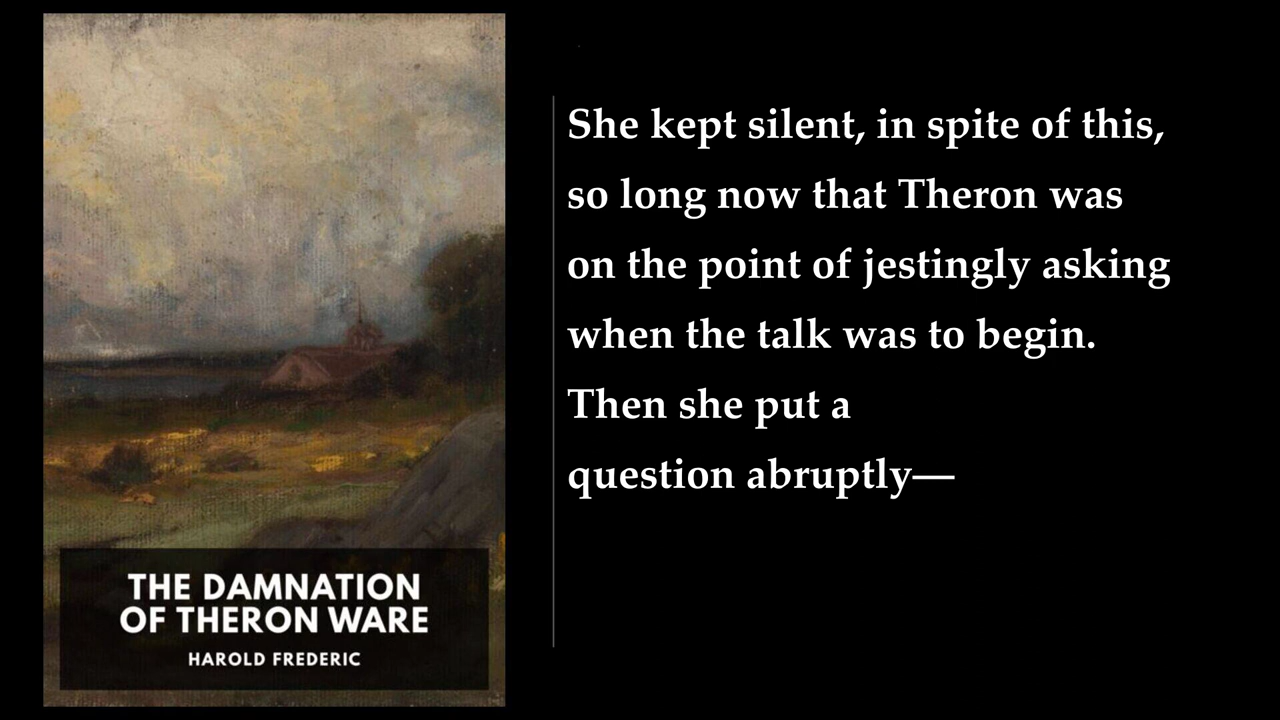 THE DAMNATION
OF THERON WARE
HAROLD FREDERIC
She kept silent, in spite of this,
so long now that Theron was
on the point of jestingly asking
when the talk was to begin.
Then she put a
question abruptly—